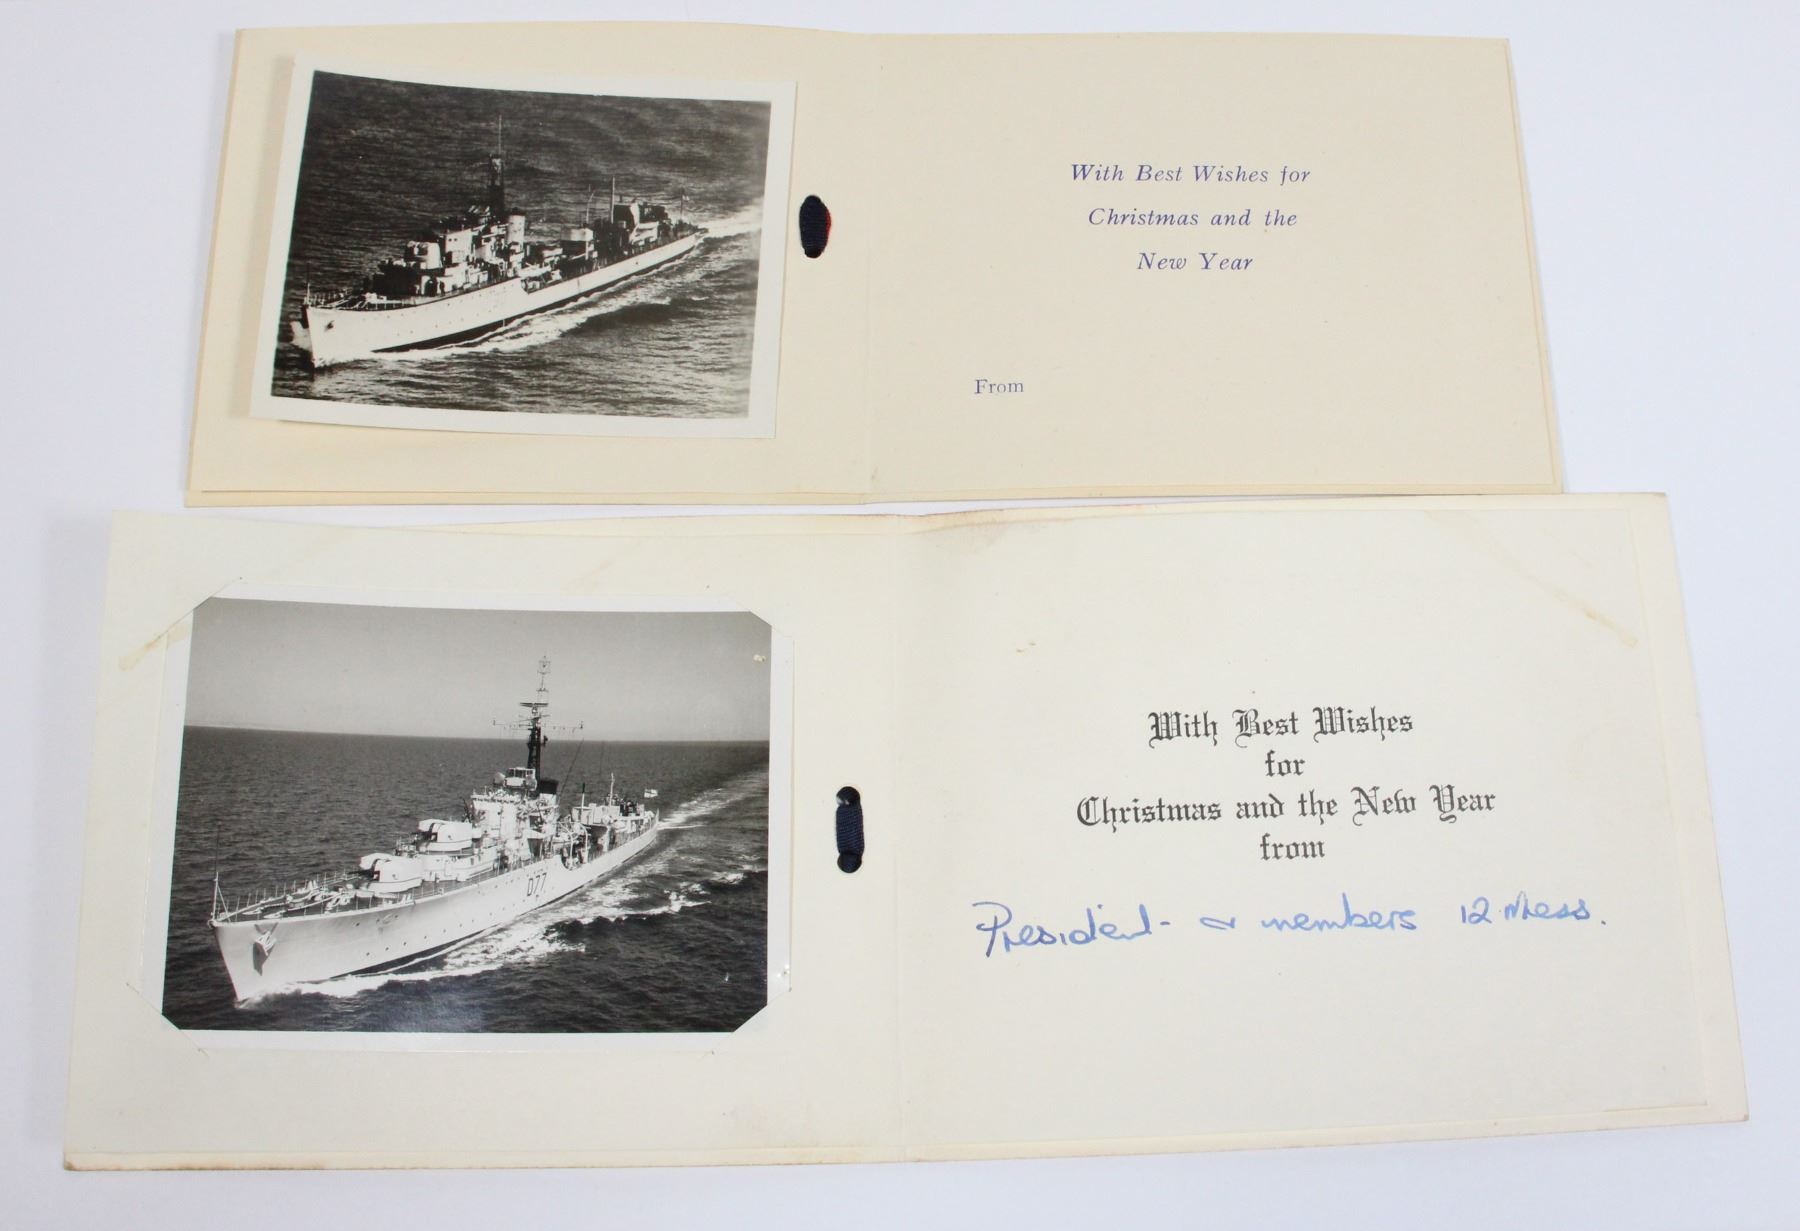 With Best Wishes for
Christmas and the
New Year
From
D77
With Best Wishes
for
Christmas and the New Year
from
President - & members 12 Mess.